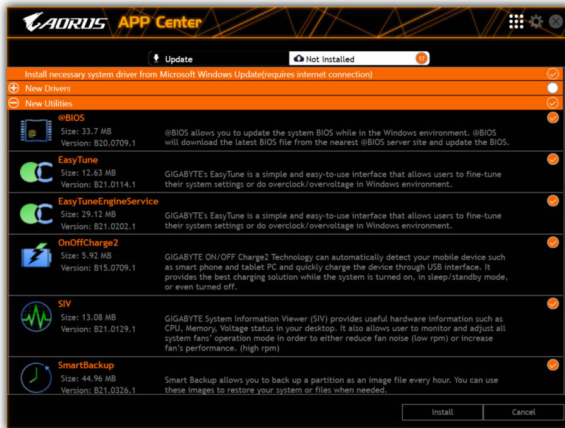 AORUS APP Center
Update
Not Installed
Install necessary system driver from Microsoft Windows Update(requires internet connection)
New Drivers
New Utilities
@BIOS
Size: 33.7 MB
Version: B20.0709.1
@BIOS allows you to update the system BIOS while in the Windows environment. @BIOS
will download the latest BIOS file from the nearest @BIOS server site and update the BIOS.
EasyTune
Size: 12.63 MB
Version: B21.0114.1
GIGABYTE's EasyTune is a simple and easy-to-use interface that allows users to fine-tune
their system settings or do overclock/overvoltage in Windows environment.
EasyTuneEngineService
Size: 29.12 MB
Version: B21.0202.1
GIGABYTE's EasyTune is a simple and easy-to-use interface that allows users to fine-tune
their system settings or do overclock/overvoltage in Windows environment.
OnOffCharge2
Size: 5.92 MB
Version: B15.0709.1
GIGABYTE ON/OFF Charge2 Technology can automatically detect your mobile device such
as smart phone and tablet PC and quickly charge the device through USB interface. It
provides the best charging solution while the system is turned on, in sleep/standby mode,
or even turned off.
SIV
Size: 13.08 MB
Version: B21.0129.1
GIGABYTE System Information Viewer (SIV) provides useful hardware information such as
CPU, Memory, Voltage status in your desktop. It also allows user to monitor and adjust all
system fans' operation mode in order to either reduce fan noise (low rpm) or increase
fan's performance. (high rpm)
SmartBackup
Size: 44.96 MB
Version: B21.0326.1
Smart Backup allows you to back up a partition as an image file every hour. You can use
these images to restore your system or files when needed.
Install
Cancel